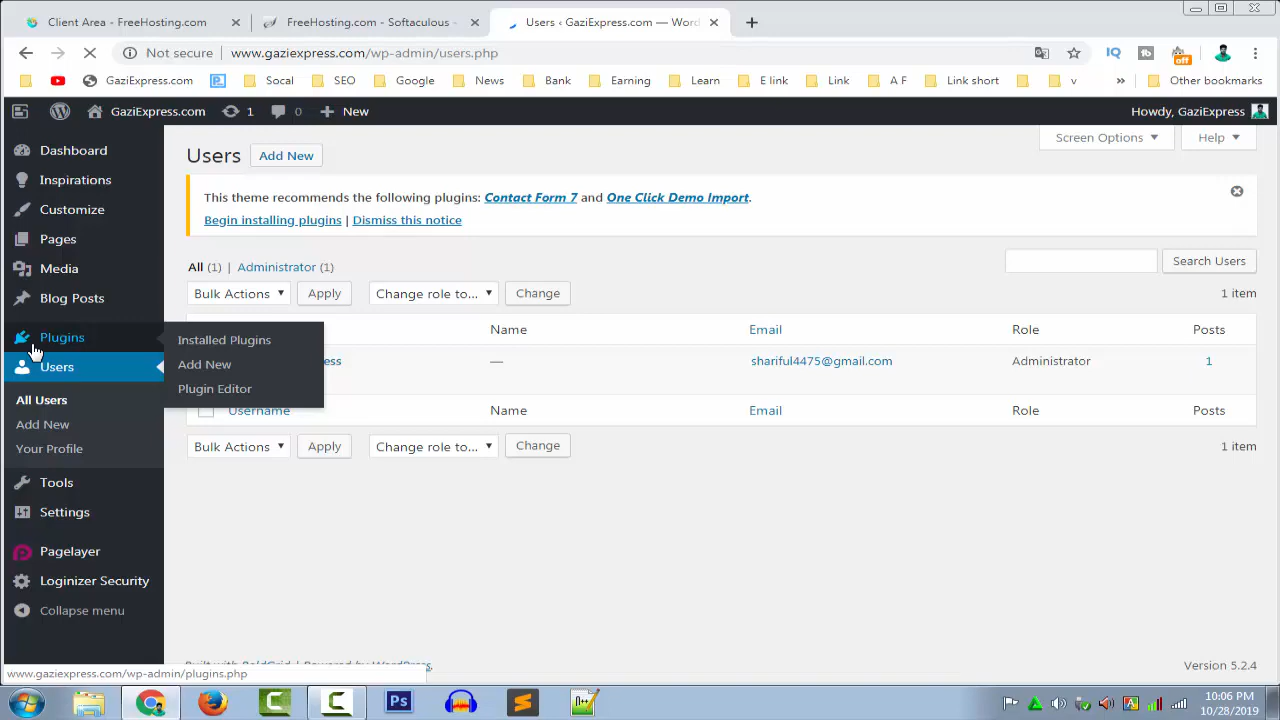 Client Area - FreeHosting.com
FreeHosting.com - Softaculous -
Users ‹ GaziExpress.com — Word
Not secure | www.gaziexpress.com/wp-admin/users.php
IQ
off
GaziExpress.com
Socal
SEO
Google
News
Bank
Earning
Learn
E link
Link
A F
Link short
v
»
Other bookmarks
GaziExpress.com
1
0
New
Howdy, GaziExpress
Dashboard
Inspirations
Customize
Pages
Media
Blog Posts
Plugins
Installed Plugins
Add New
Plugin Editor
Users
All Users
Add New
Your Profile
Tools
Settings
Pagelayer
Loginizer Security
Collapse menu
Screen Options
Help
Users Add New
This theme recommends the following plugins: Contact Form 7 and One Click Demo Import.
Begin installing plugins | Dismiss this notice
All (1) | Administrator (1)
Search Users
Bulk Actions Apply Change role to... Change 1 item
Name Email Role Posts
ess — shariful4475@gmail.com Administrator 1
Username Name Email Role Posts
Bulk Actions Apply Change role to... Change 1 item
Built with BoldGrid | Powered by WordPress.
Version 5.2.4
www.gaziexpress.com/wp-admin/plugins.php
Ps
A
10:06 PM
10/28/2019